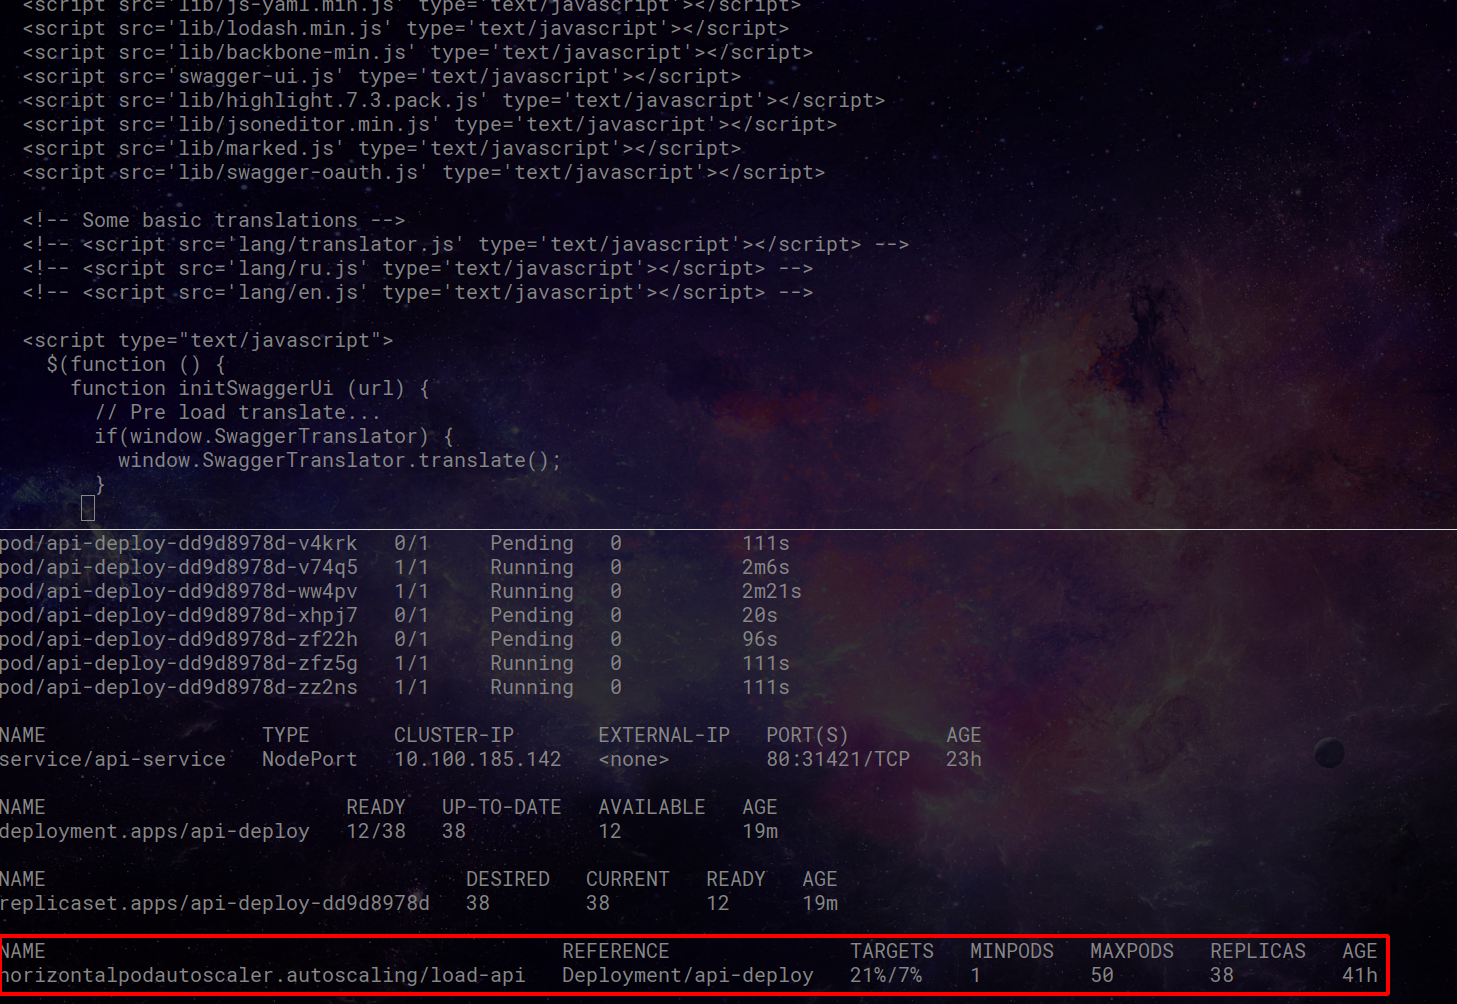 <script src='lib/js-yaml.min.js' type='text/javascript'></script>
<script src='lib/lodash.min.js' type='text/javascript'></script>
<script src='lib/backbone-min.js' type='text/javascript'></script>
<script src='swagger-ui.js' type='text/javascript'></script>
<script src='lib/highlight.7.3.pack.js' type='text/javascript'></script>
<script src='lib/jsoneditor.min.js' type='text/javascript'></script>
<script src='lib/marked.js' type='text/javascript'></script>
<script src='lib/swagger-oauth.js' type='text/javascript'></script>
<!-- Some basic translations -->
<!-- <script src='lang/translator.js' type='text/javascript'></script> -->
<!-- <script src='lang/ru.js' type='text/javascript'></script> -->
<!-- <script src='lang/en.js' type='text/javascript'></script> -->
<script type="text/javascript">
$(function () {
function initSwaggerUi (url) {
// Pre load translate...
if(window.SwaggerTranslator) {
window.SwaggerTranslator.translate();
}
pod/api-deploy-dd9d8978d-v4krk 0/1 Pending 0 111s
pod/api-deploy-dd9d8978d-v74q5 1/1 Running 0 2m6s
pod/api-deploy-dd9d8978d-ww4pv 1/1 Running 0 2m21s
pod/api-deploy-dd9d8978d-xhpj7 0/1 Pending 0 20s
pod/api-deploy-dd9d8978d-zf22h 0/1 Pending 0 96s
pod/api-deploy-dd9d8978d-zfz5g 1/1 Running 0 111s
pod/api-deploy-dd9d8978d-zz2ns 1/1 Running 0 111s
NAME TYPE CLUSTER-IP EXTERNAL-IP PORT(S) AGE
service/api-service NodePort 10.100.185.142 <none> 80:31421/TCP 23h
NAME READY UP-TO-DATE AVAILABLE AGE
deployment.apps/api-deploy 12/38 38 12 19m
NAME DESIRED CURRENT READY AGE
replicaset.apps/api-deploy-dd9d8978d 38 38 12 19m
NAME REFERENCE TARGETS MINPODS MAXPODS REPLICAS AGE
horizontalpodautoscaler.autoscaling/load-api Deployment/api-deploy 21%/7% 1 50 38 41h